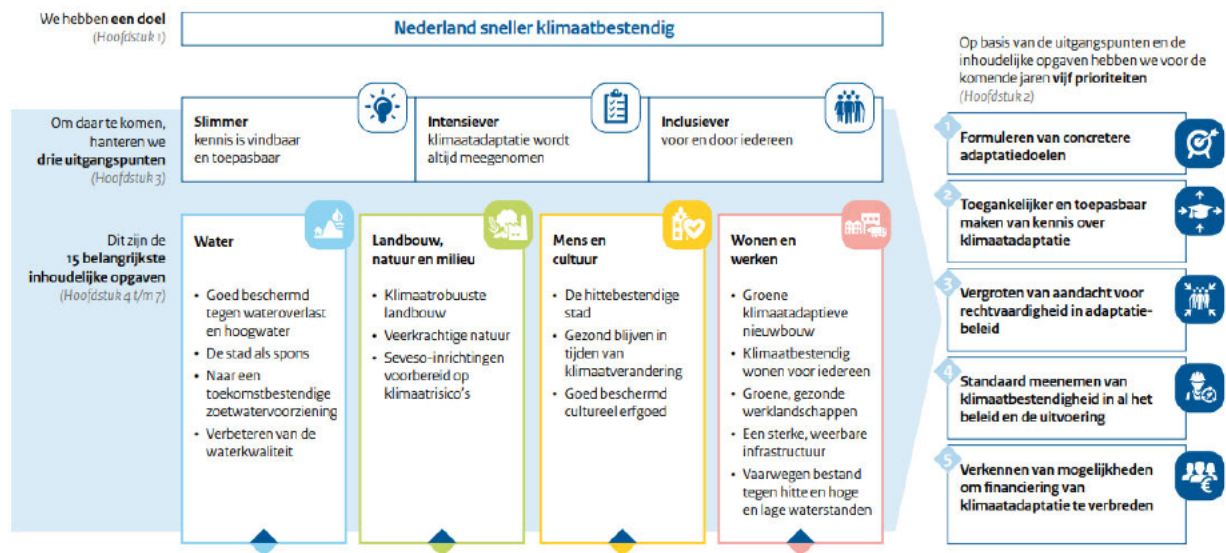 We hebben een doel
(Hoofdstuk 1)
Nederland sneller klimaatbestendig
Om daar te komen,
hanteren we
drie uitgangspunten
(Hoofdstuk 3)
Slimmer
kennis is vindbaar
en toepasbaar
Intensiever
klimaatadaptatie wordt
altijd meegenomen
Inclusiever
voor en door iedereen
Dit zijn de
15 belangrijkste
inhoudelijke opgaven
(Hoofdstuk 4 t/m 7)
Water
• Goed beschermd
tegen wateroverlast
en hoogwater
• De stad als spons
• Naar een
toekomstbestendige
zoetwatervoorziening
• Verbeteren van de
waterkwaliteit
Landbouw,
natuur en milieu
• Klimaatrobuuste
landbouw
• Veerkrachtige natuur
• Seveso-inrichtingen
voorbereid op
klimaatrisico's
Mens en
cultuur
• De hittebestendige
stad
• Gezond blijven in
tijden van
klimaatverandering
• Goed beschermd
cultureel erfgoed
Wonen en
werken
• Groene
klimaatadaptieve
nieuwbouw
• Klimaatbestendig
wonen voor iedereen
• Groene, gezonde
werklandschappen
• Een sterke, weerbare
infrastructuur
• Vaarwegen bestand
tegen hitte en hoge
en lage waterstanden
Op basis van de uitgangspunten en de
inhoudelijke opgaven hebben we voor de
komende jaren vijf prioriteiten
(Hoofdstuk 2)
1
Formuleren van concretere
adaptatiedoelen
2
Toegankelijker en toepasbaar
maken van kennis over
klimaatadaptatie
3
Vergroten van aandacht voor
rechtvaardigheid in adaptatie-
beleid
4
Standaard meenemen van
klimaatbestendigheid in al het
beleid en de uitvoering
5
Verkennen van mogelijkheden
om financiering van
klimaatadaptatie te verbreden
€